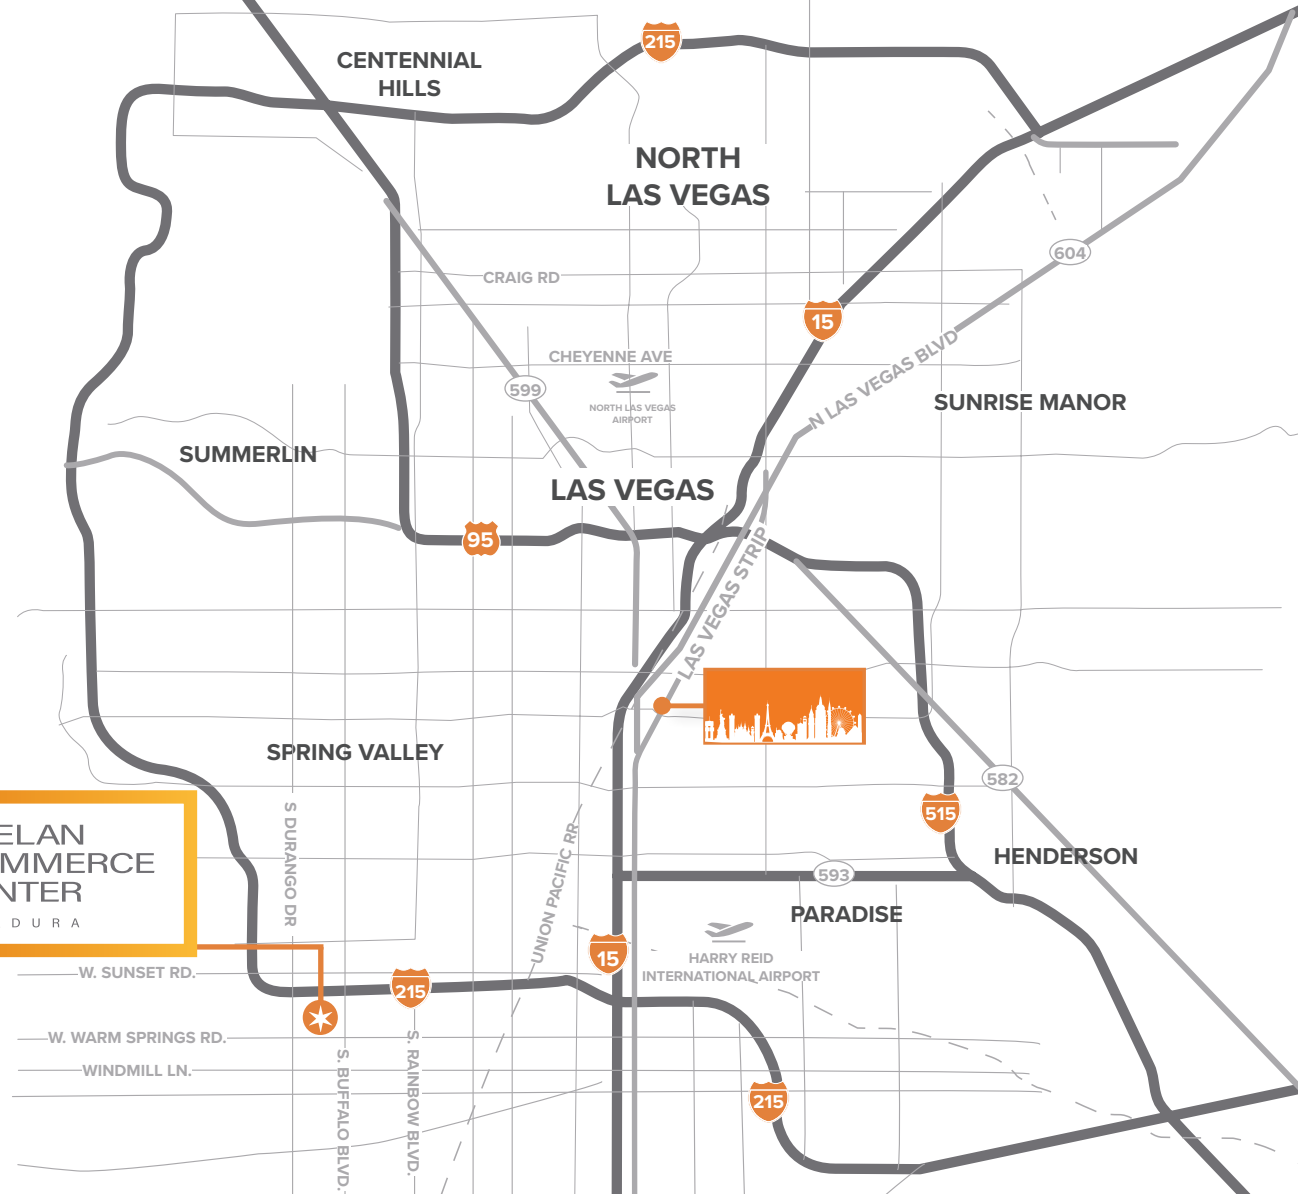 215
CENTENNIAL
HILLS
NORTH
LAS VEGAS
604
CRAIG RD
15
CHEYENNE AVE
N LAS VEGAS BLVD
599
NORTH LAS VEGAS
AIRPORT
SUNRISE MANOR
SUMMERLIN
LAS VEGAS
95
LAS VEGAS STRIP
SPRING VALLEY
582
515
S DURANGO DR
ELAN
MMERCE
NTER
DURA
UNION PACIFIC RR
HENDERSON
593
PARADISE
15
HARRY REID
INTERNATIONAL AIRPORT
W. SUNSET RD.
215
W. WARM SPRINGS RD.
WINDMILL LN.
S. BUFFALO BLVD.
S. RAINBOW BLVD.
215